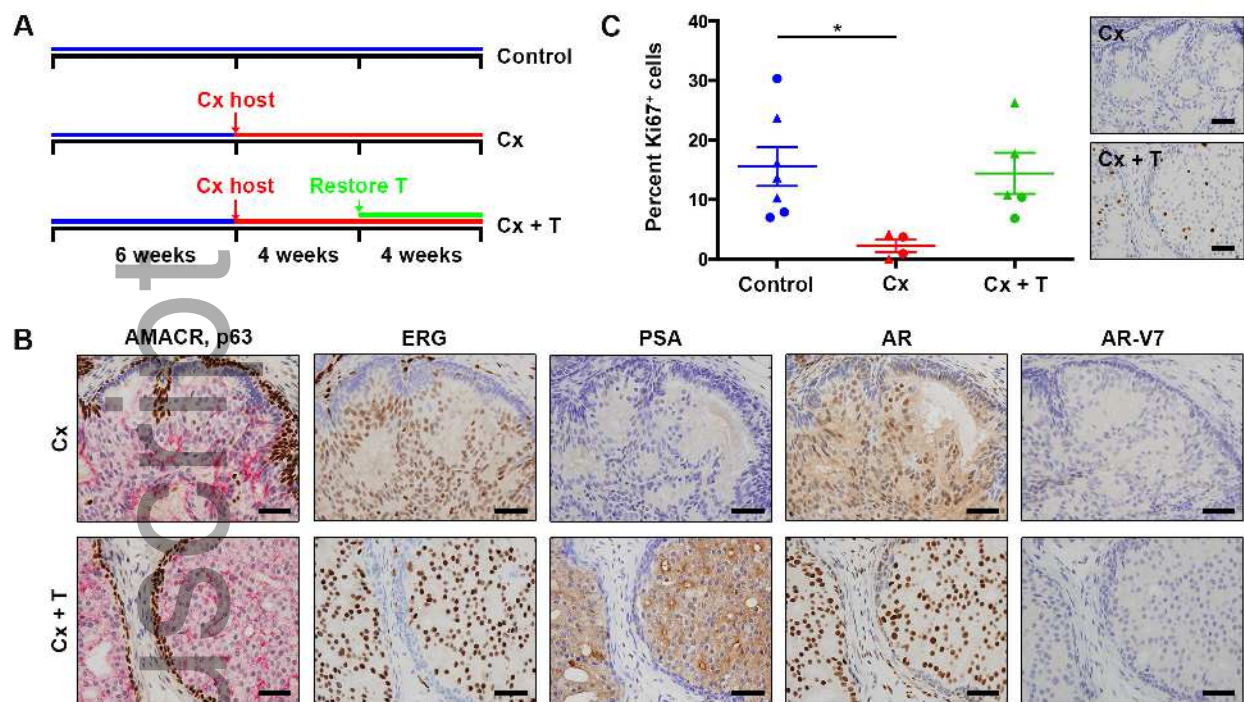 A
Control
Cx host
Cx
Cx host
Restore T
Cx + T
6 weeks
4 weeks
4 weeks
C
Percent Ki67+ cells
40
30
20
10
0
*
Control
Cx
Cx + T
Cx
Cx + T
B
AMACR, p63
ERG
PSA
AR
AR-V7
Cx
Cx + T
uscript